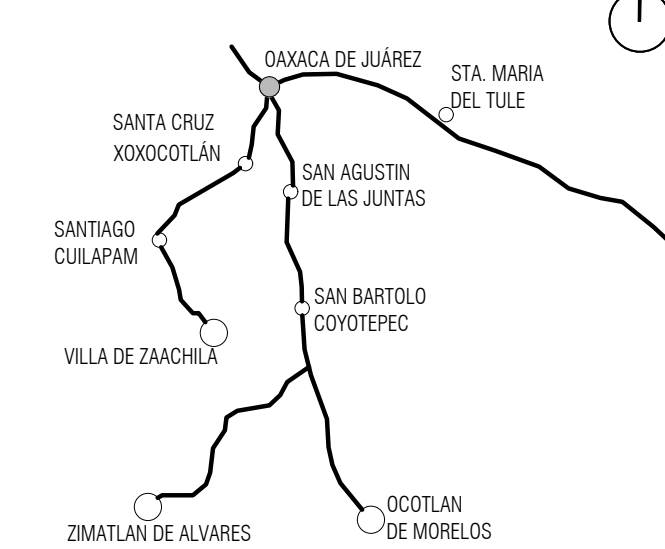 OAXACA DE JUÁREZ
STA. MARIA
DEL TULE
SANTA CRUZ
XOXOCOTLÁN
SAN AGUSTIN
DE LAS JUNTAS
SANTIAGO
CUILAPAM
SAN BARTOLO
COYOTEPEC
VILLA DE ZAACHILA
OCOTLAN
DE MORELOS
ZIMATLAN DE ALVARES